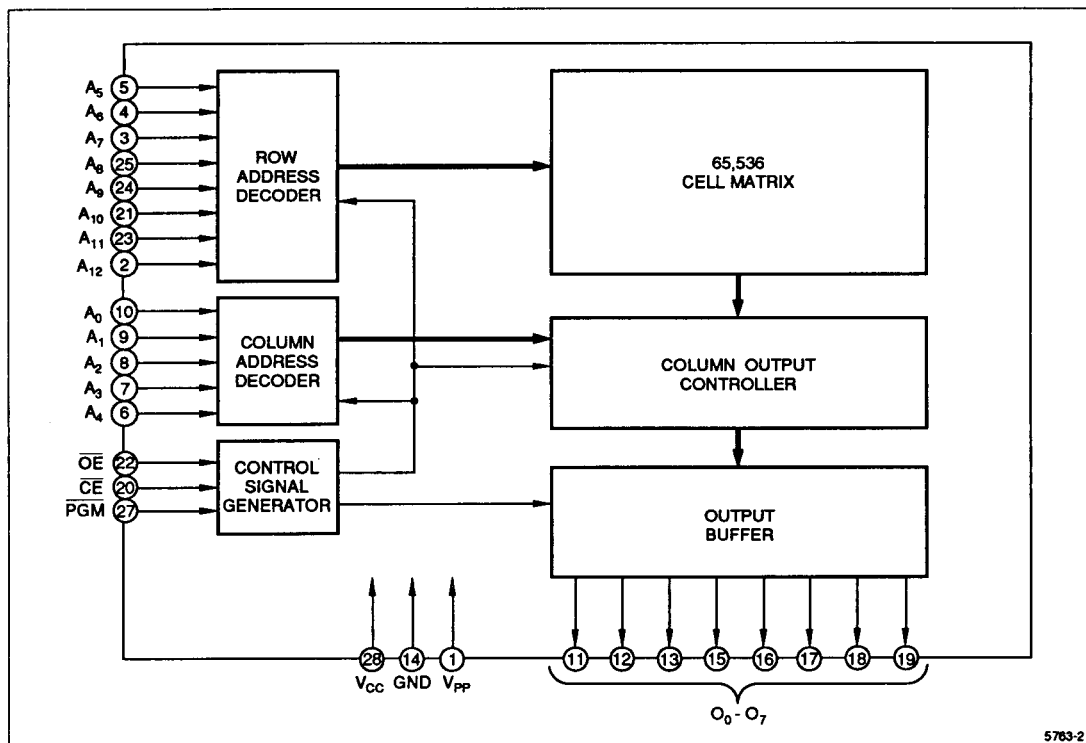 A5 5
A6 4
A7 3
A8 25
A9 24
A10 21
A11 23
A12 2
ROW
ADDRESS
DECODER
65,536
CELL MATRIX
A0 10
A1 9
A2 8
A3 7
A4 6
COLUMN
ADDRESS
DECODER
COLUMN OUTPUT
CONTROLLER
OE 22
CE 20
PGM 27
CONTROL
SIGNAL
GENERATOR
OUTPUT
BUFFER
28 14 1 11 12 13 15 16 17 18 19
VCC GND VPP
O0 - O7
5763-2